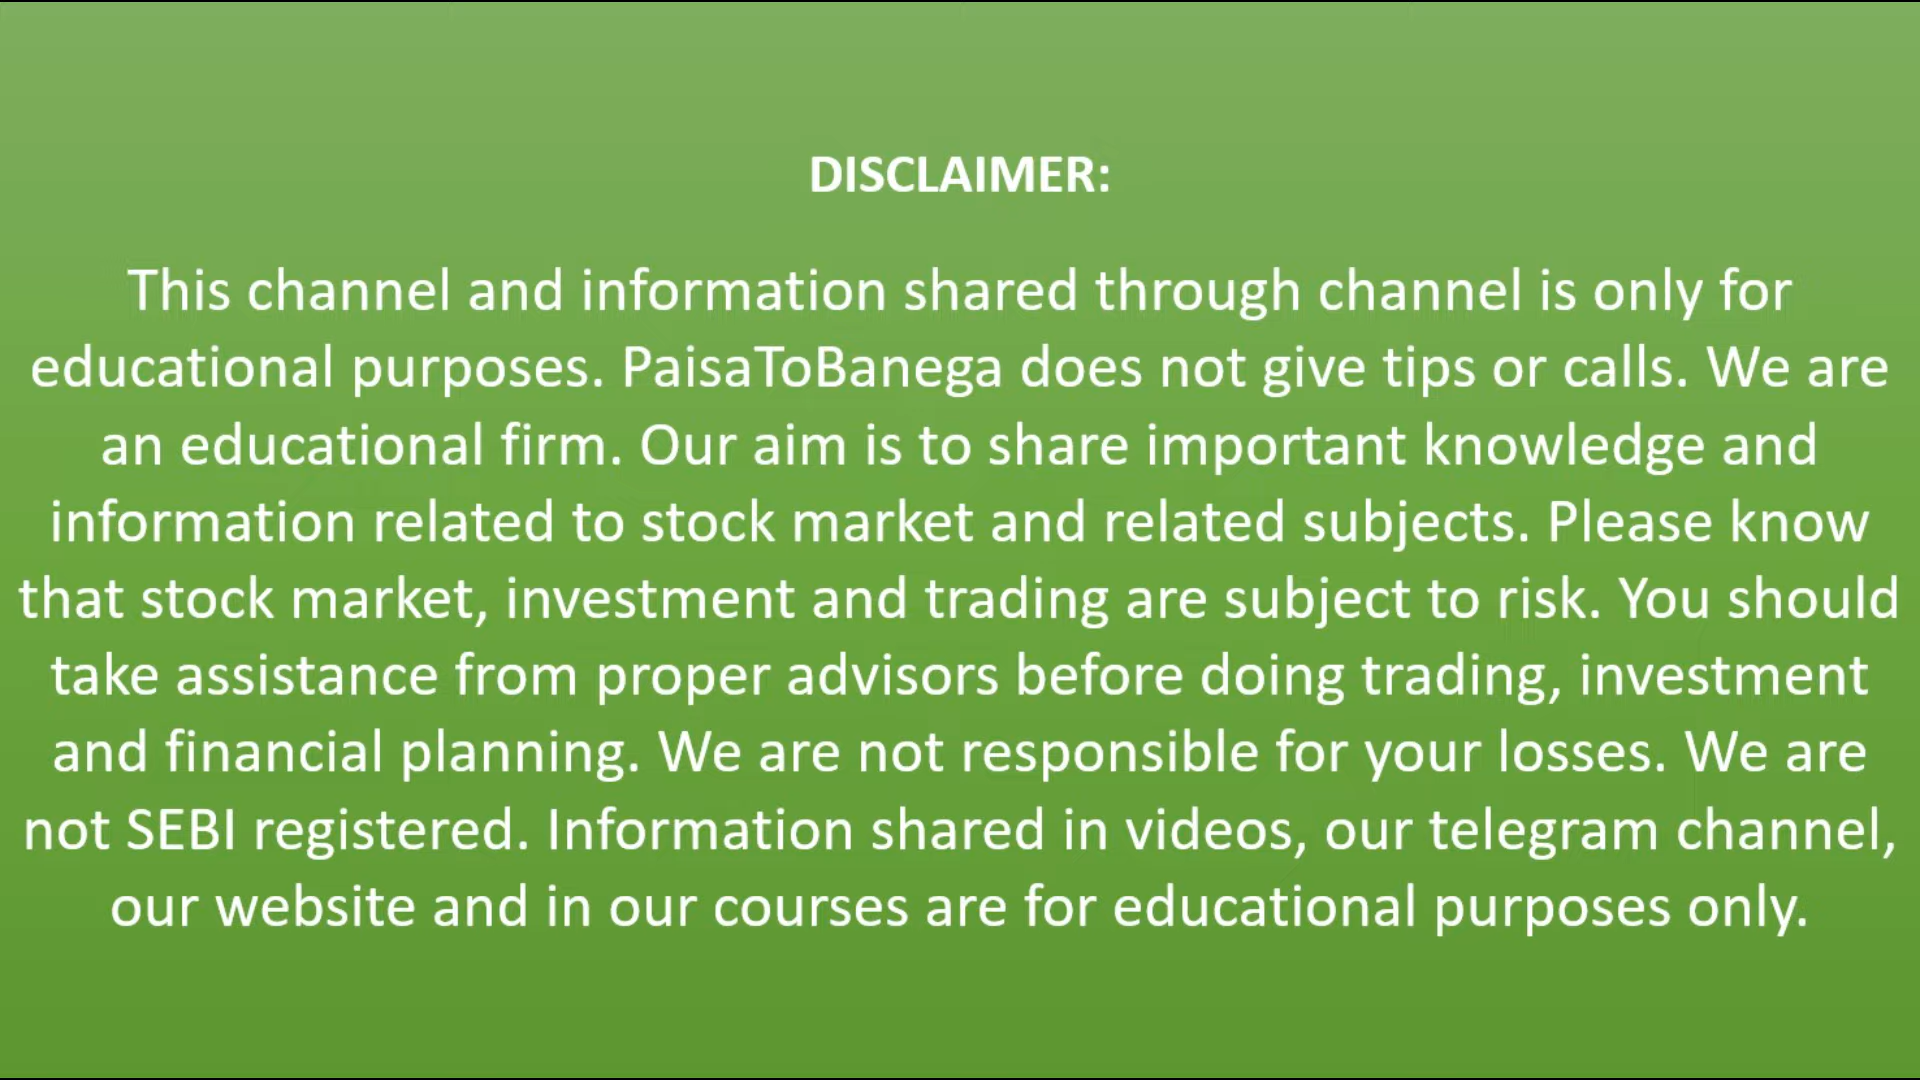 DISCLAIMER:
This channel and information shared through channel is only for
educational purposes. PaisaToBanega does not give tips or calls. We are
an educational firm. Our aim is to share important knowledge and
information related to stock market and related subjects. Please know
that stock market, investment and trading are subject to risk. You should
take assistance from proper advisors before doing trading, investment
and financial planning. We are not responsible for your losses. We are
not SEBI registered. Information shared in videos, our telegram channel,
our website and in our courses are for educational purposes only.